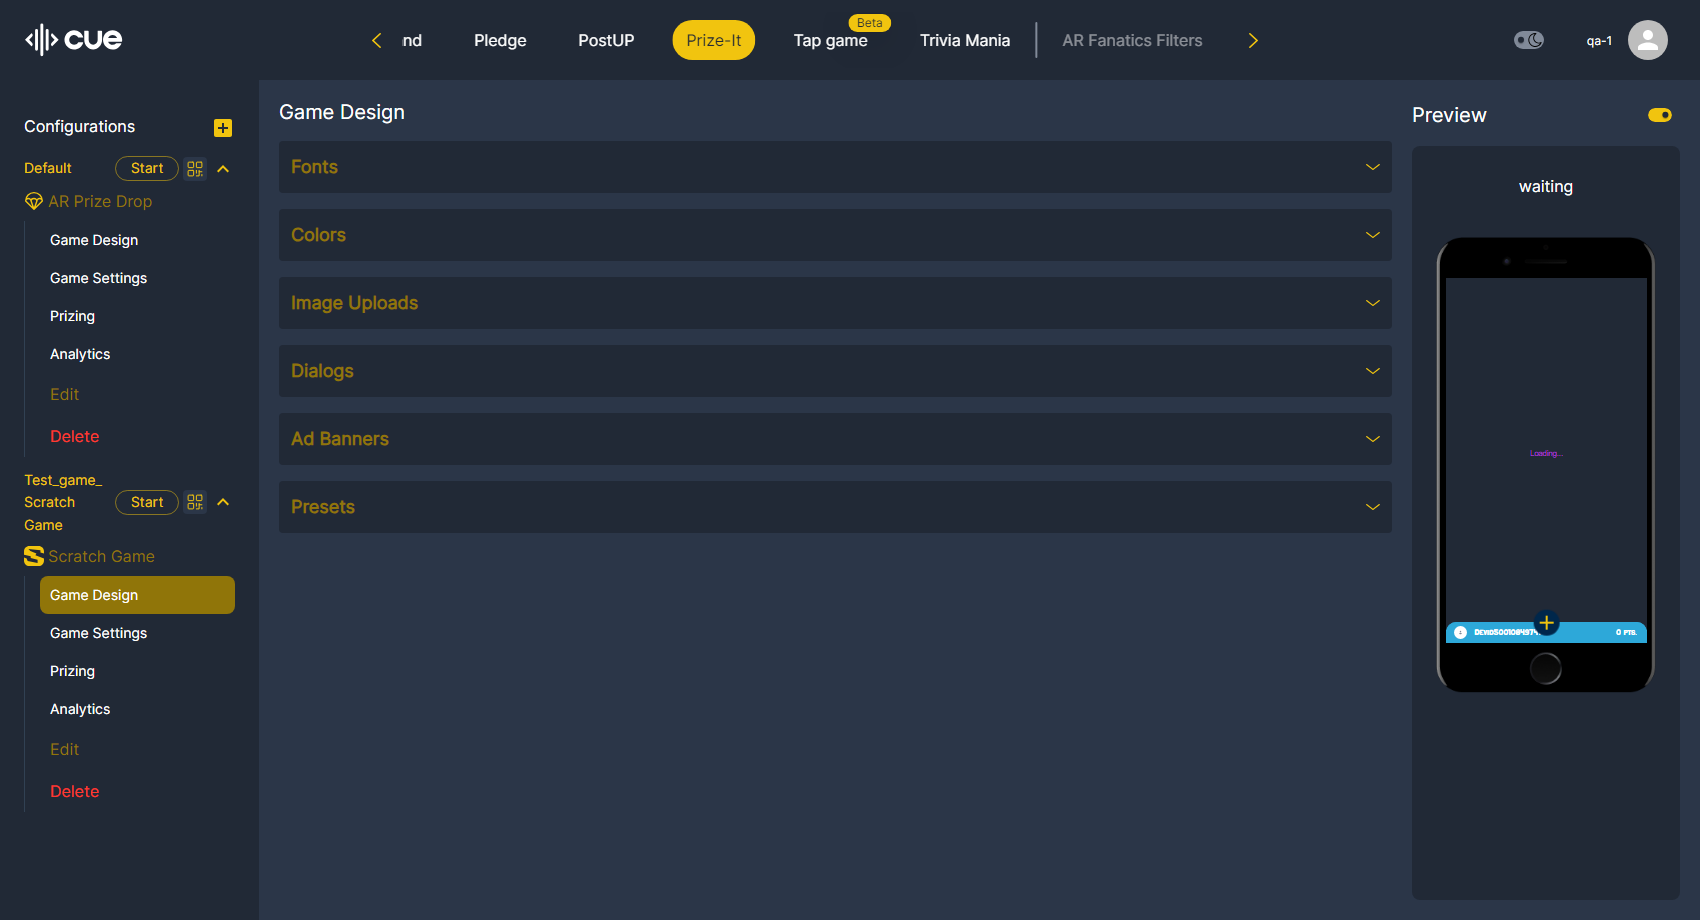 cue
nd
Pledge
PostUP
Prize-It
Beta
Tap game
Trivia Mania
AR Fanatics Filters
qa-1
Configurations
Default
Start
AR Prize Drop
Game Design
Game Settings
Prizing
Analytics
Edit
Delete
Test_game_
Scratch
Game
Start
Scratch Game
Game Design
Game Settings
Prizing
Analytics
Edit
Delete
Game Design
Fonts
Colors
Image Uploads
Dialogs
Ad Banners
Presets
Preview
waiting
Loading...
0 PTS.